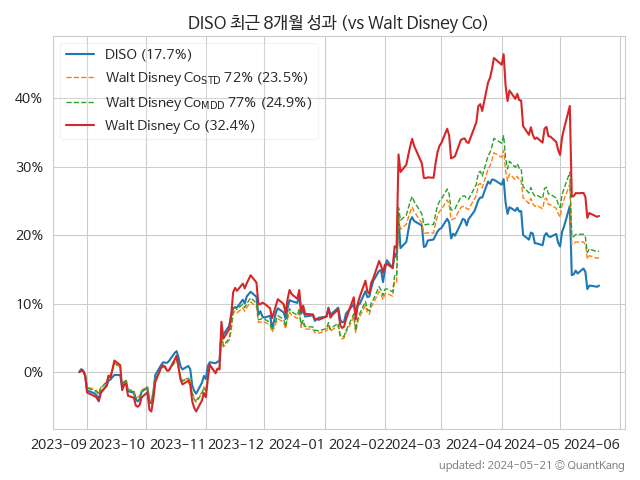 DISO 최근 8개월 성과 (vs Walt Disney Co)
DISO (17.7%)
Walt Disney CoSTD 72% (23.5%)
Walt Disney CoMDD 77% (24.9%)
Walt Disney Co (32.4%)
40%
30%
20%
10%
0%
2023-09 2023-10 2023-11 2023-12 2024-01 2024-02 2024-03 2024-04 2024-05 2024-06
updated: 2024-05-21 ⓒ QuantKang